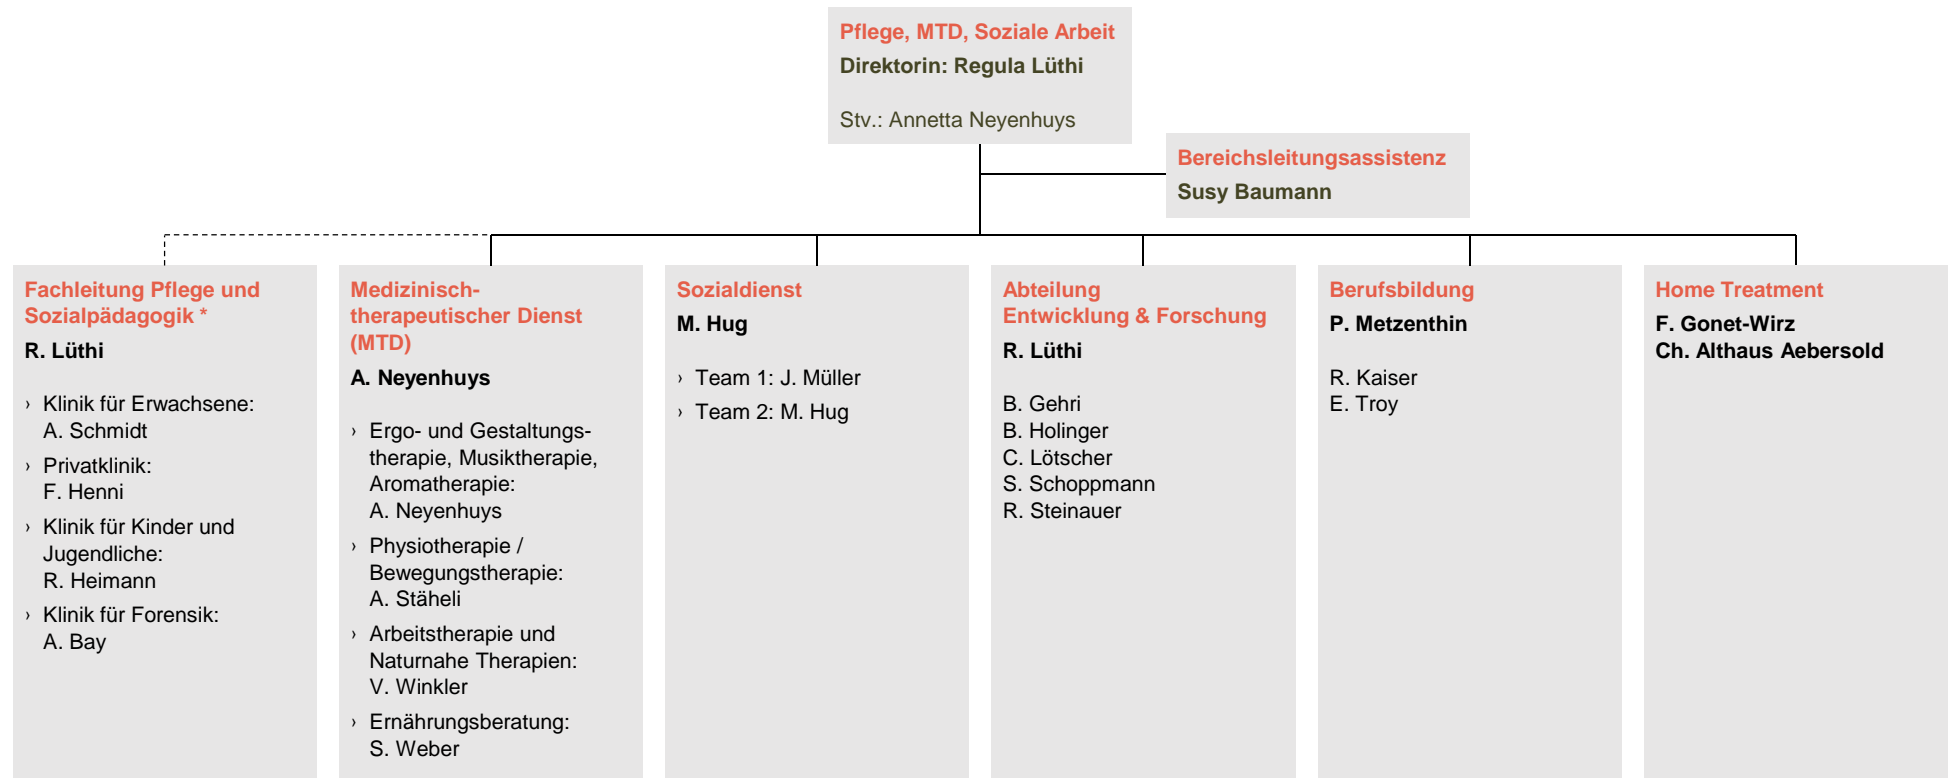 Pflege, MTD, Soziale Arbeit
Direktorin: Regula Lüthi
Stv.: Annetta Neyenhuys
Bereichsleitungsassistenz
Susy Baumann
Fachleitung Pflege und
Sozialpädagogik *
R. Lüthi
› Klinik für Erwachsene:
A. Schmidt
› Privatklinik:
F. Henni
› Klinik für Kinder und
Jugendliche:
R. Heimann
› Klinik für Forensik:
A. Bay
Medizinisch-
therapeutischer Dienst
(MTD)
A. Neyenhuys
› Ergo- und Gestaltungs-
therapie, Musiktherapie,
Aromatherapie:
A. Neyenhuys
› Physiotherapie /
Bewegungstherapie:
A. Stäheli
› Arbeitstherapie und
Naturnahe Therapien:
V. Winkler
› Ernährungsberatung:
S. Weber
Sozialdienst
M. Hug
› Team 1: J. Müller
› Team 2: M. Hug
Abteilung
Entwicklung & Forschung
R. Lüthi
B. Gehri
B. Holinger
C. Lötscher
S. Schoppmann
R. Steinauer
Berufsbildung
P. Metzenthin
R. Kaiser
E. Troy
Home Treatment
F. Gonet-Wirz
Ch. Althaus Aebersold